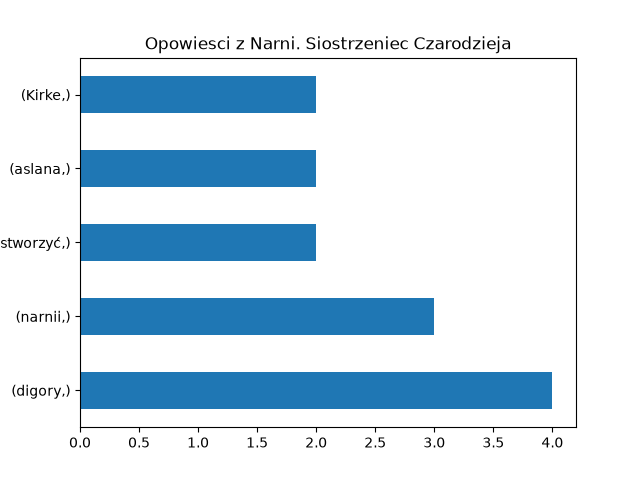 Opowiesci z Narni. Siostrzeniec Czarodzieja
(Kirke,)
(aslana,)
stworzyć,)
(narnii,)
(digory,)
0.0 0.5 1.0 1.5 2.0 2.5 3.0 3.5 4.0